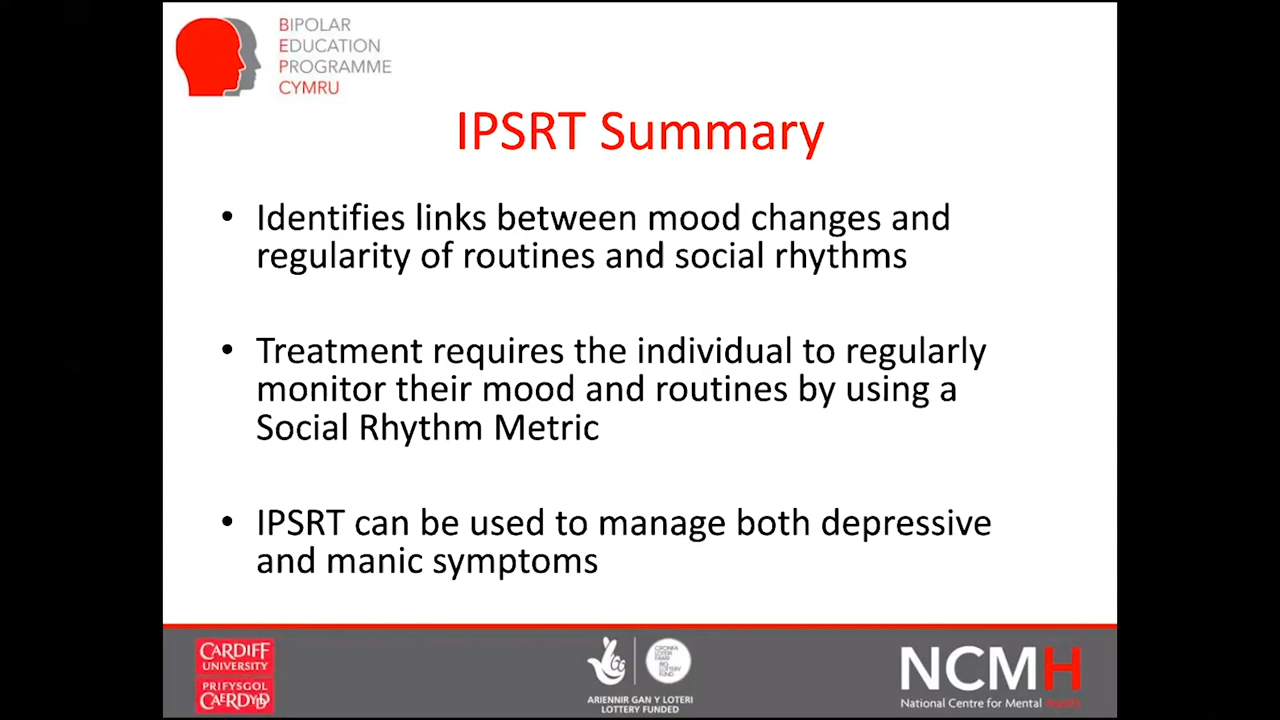 BIPOLAR
EDUCATION
PROGRAMME
CYMRU
IPSRT Summary
• Identifies links between mood changes and
regularity of routines and social rhythms
• Treatment requires the individual to regularly
monitor their mood and routines by using a
Social Rhythm Metric
• IPSRT can be used to manage both depressive
and manic symptoms
CARDIFF
UNIVERSITY
PRIFYSGOL
CAERDYDD
ARIENNIR GAN Y LOTERI
LOTTERY FUNDED
NCMH
National Centre for Mental Health